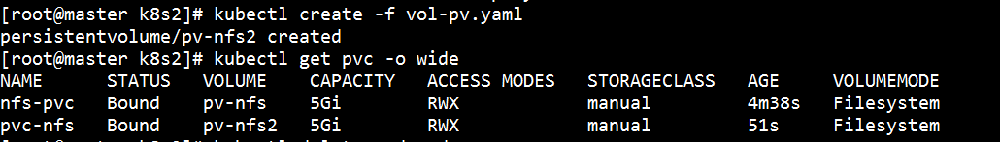 [root@master k8s2]# kubectl create -f vol-pv.yaml
persistentvolume/pv-nfs2 created
[root@master k8s2]# kubectl get pvc -o wide
NAME STATUS VOLUME CAPACITY ACCESS MODES STORAGECLASS AGE VOLUMEMODE
nfs-pvc Bound pv-nfs 5Gi RWX manual 4m38s Filesystem
pvc-nfs Bound pv-nfs2 5Gi RWX manual 51s Filesystem